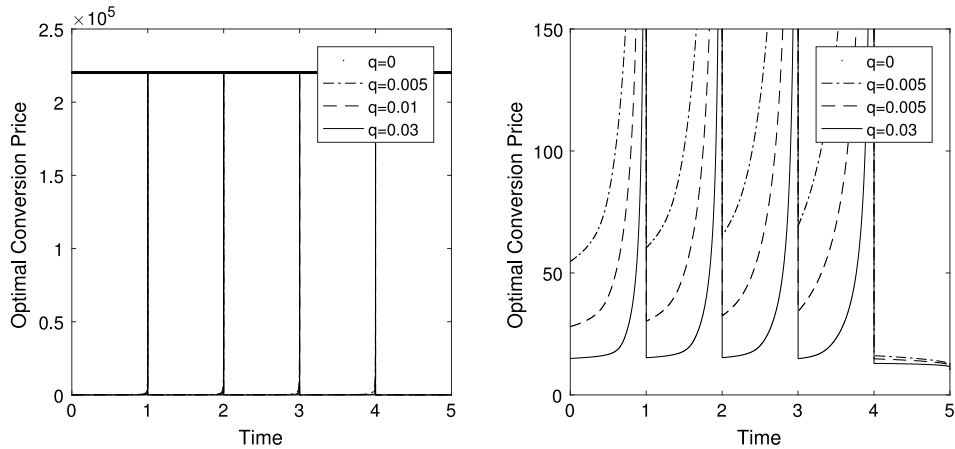 ×10^5
2.5
2
1.5
1
0.5
0
0 1 2 3 4 5
Optimal Conversion Price
Time
q=0
q=0.005
q=0.01
q=0.03
150
100
50
0
0 1 2 3 4 5
Optimal Conversion Price
Time
q=0
q=0.005
q=0.005
q=0.03